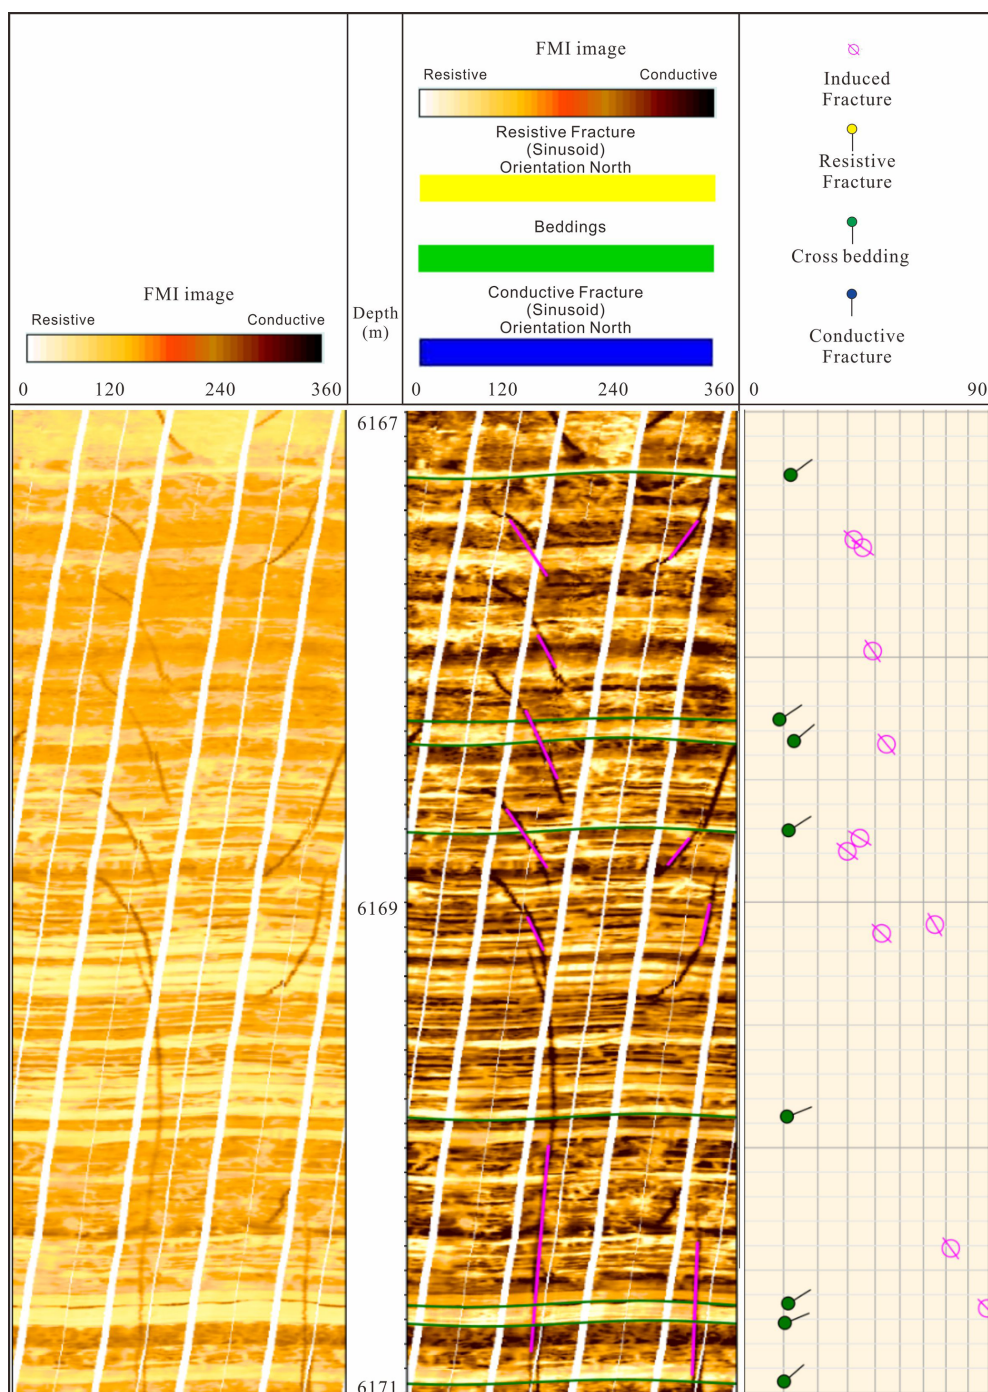 FMI image
Resistive Conductive
0 120 240 360
Depth
(m)
FMI image
Resistive Conductive
Resistive Fracture
(Sinusoid)
Orientation North
Beddings
Conductive Fracture
(Sinusoid)
Orientation North
0 120 240 360
Induced
Fracture
Resistive
Fracture
Cross bedding
Conductive
Fracture
0 90
6167
6169
6171